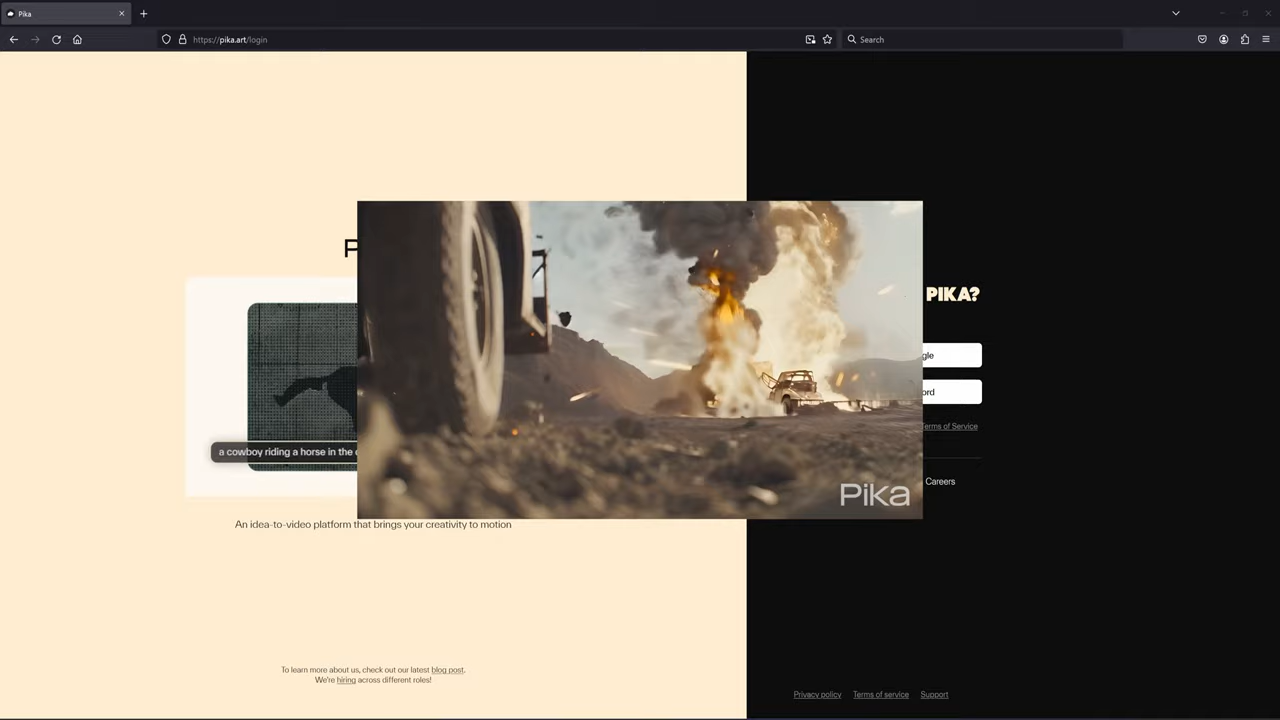 Pika
https://pika.art/login
Search
P
PIKA?
gle
ord
a cowboy riding a horse in the
Terms of Service
Careers
Pika
An idea-to-video platform that brings your creativity to motion
To learn more about us, check out our latest blog post.
We're hiring across different roles!
Privacy policy Terms of service Support